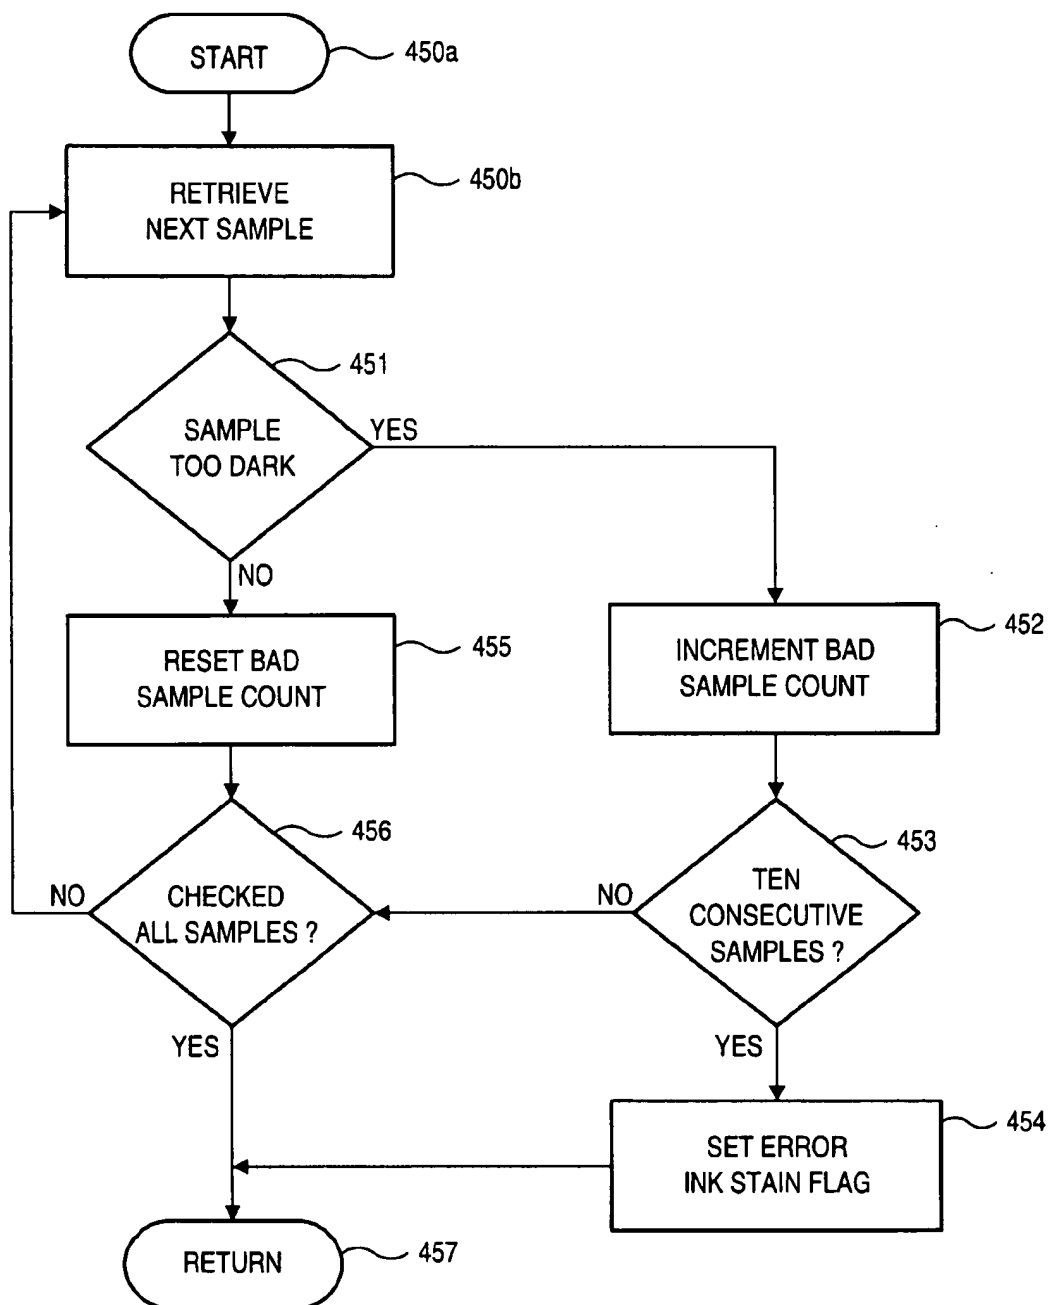 START
450a
RETRIEVE
NEXT SAMPLE
450b
451
SAMPLE
TOO DARK
YES
NO
RESET BAD
SAMPLE COUNT
455
INCREMENT BAD
SAMPLE COUNT
452
456
CHECKED
ALL SAMPLES ?
NO
YES
453
TEN
CONSECUTIVE
SAMPLES ?
NO
YES
SET ERROR
INK STAIN FLAG
454
RETURN
457